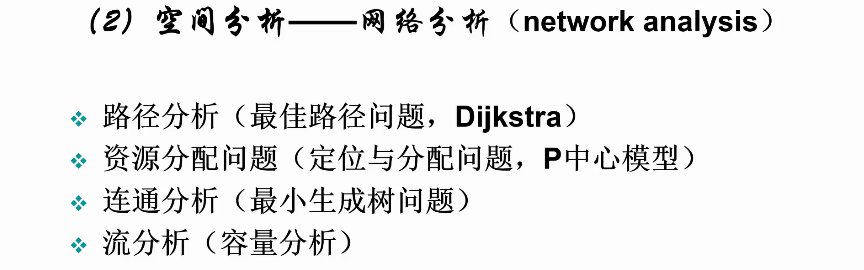 （2）空间分析——网络分析（network analysis）
❖ 路径分析（最佳路径问题，Dijkstra）
❖ 资源分配问题（定位与分配问题，P中心模型）
❖ 连通分析（最小生成树问题）
❖ 流分析（容量分析）